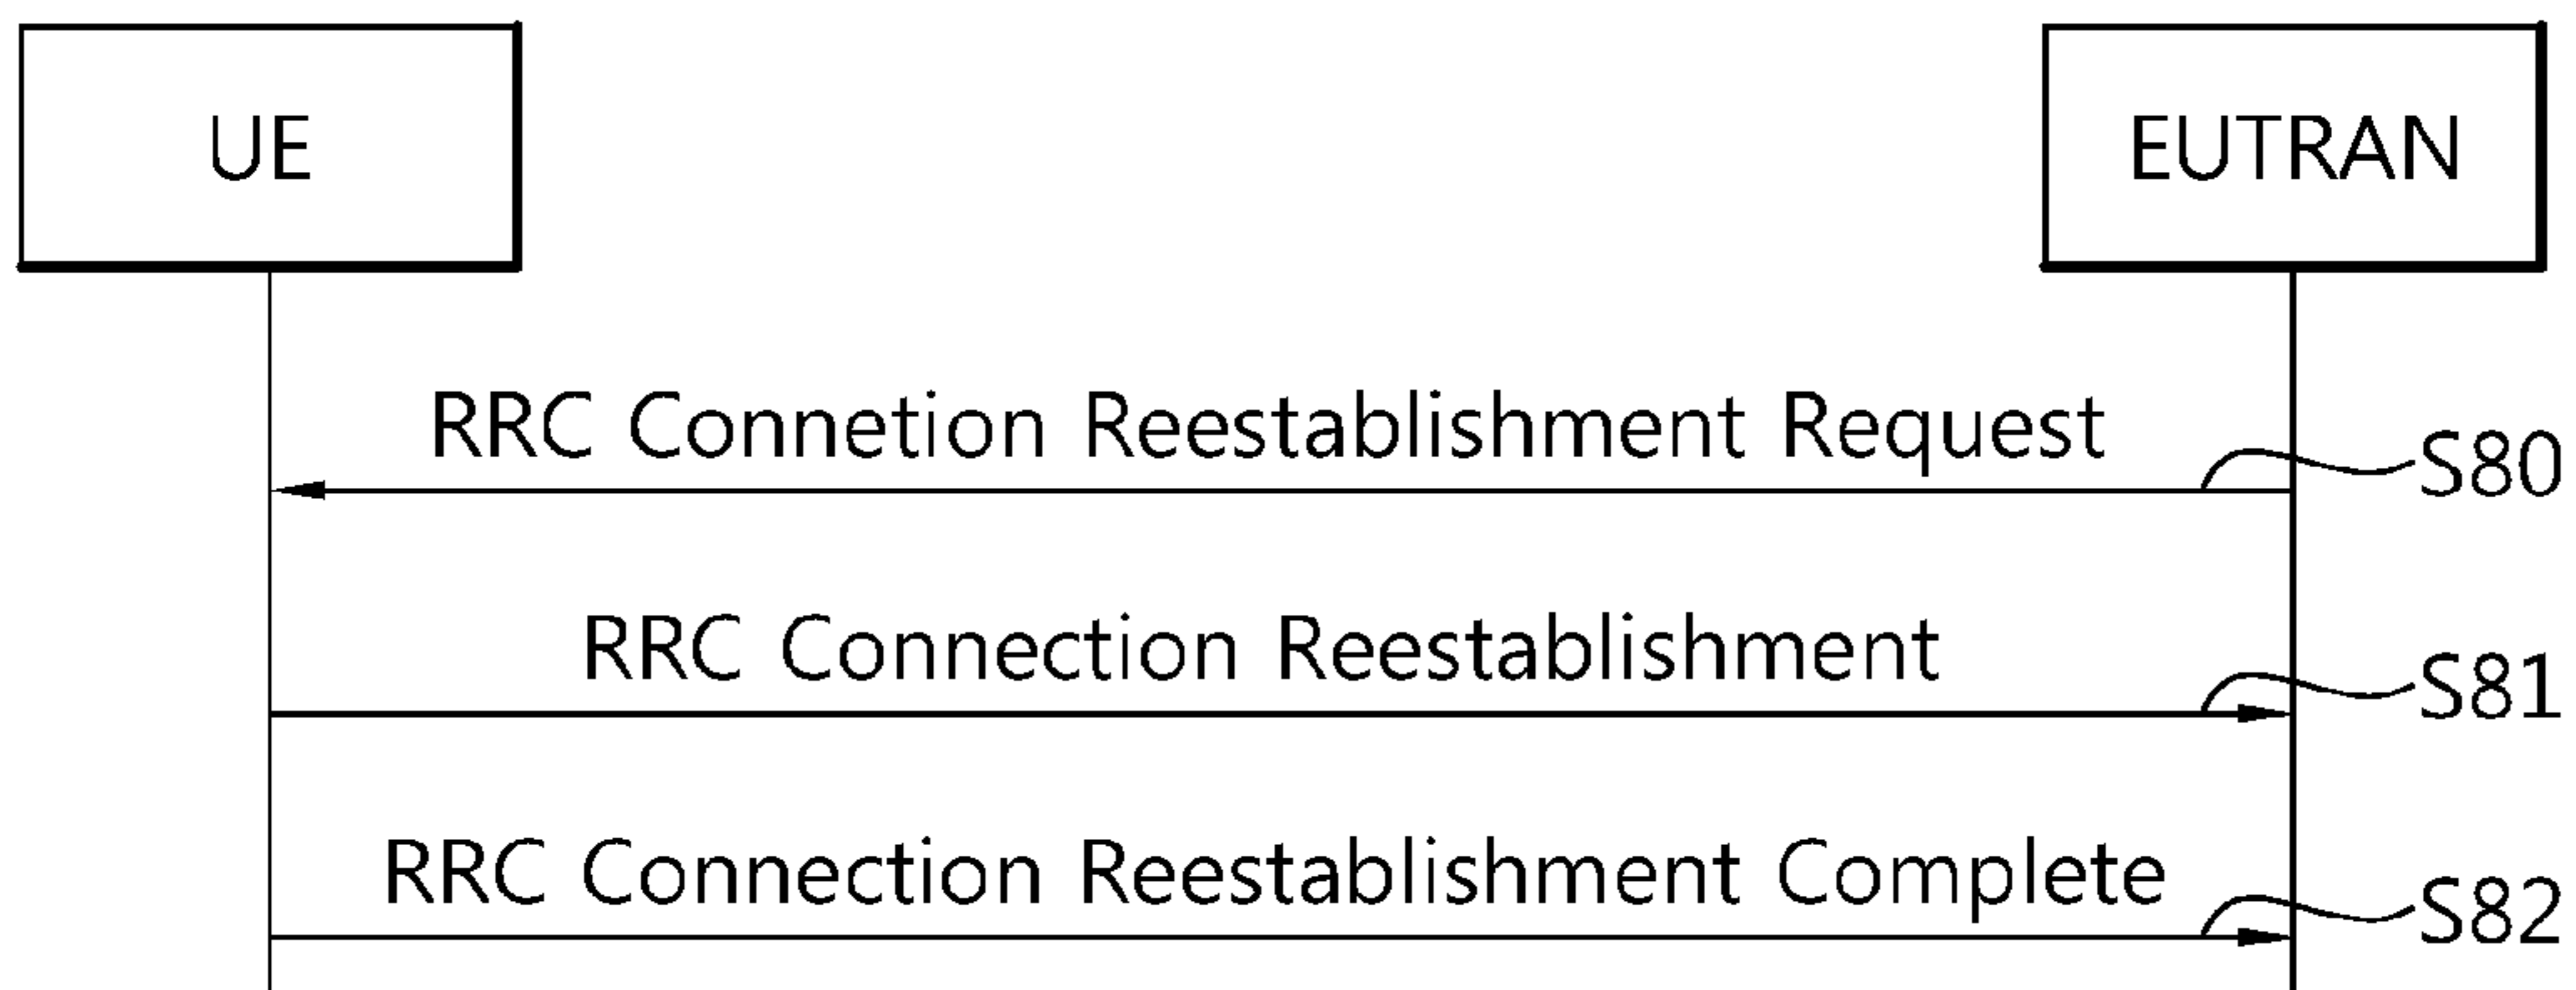 UE
EUTRAN
RRC Connetion Reestablishment Request
S80
RRC Connection Reestablishment
S81
RRC Connection Reestablishment Complete
S82